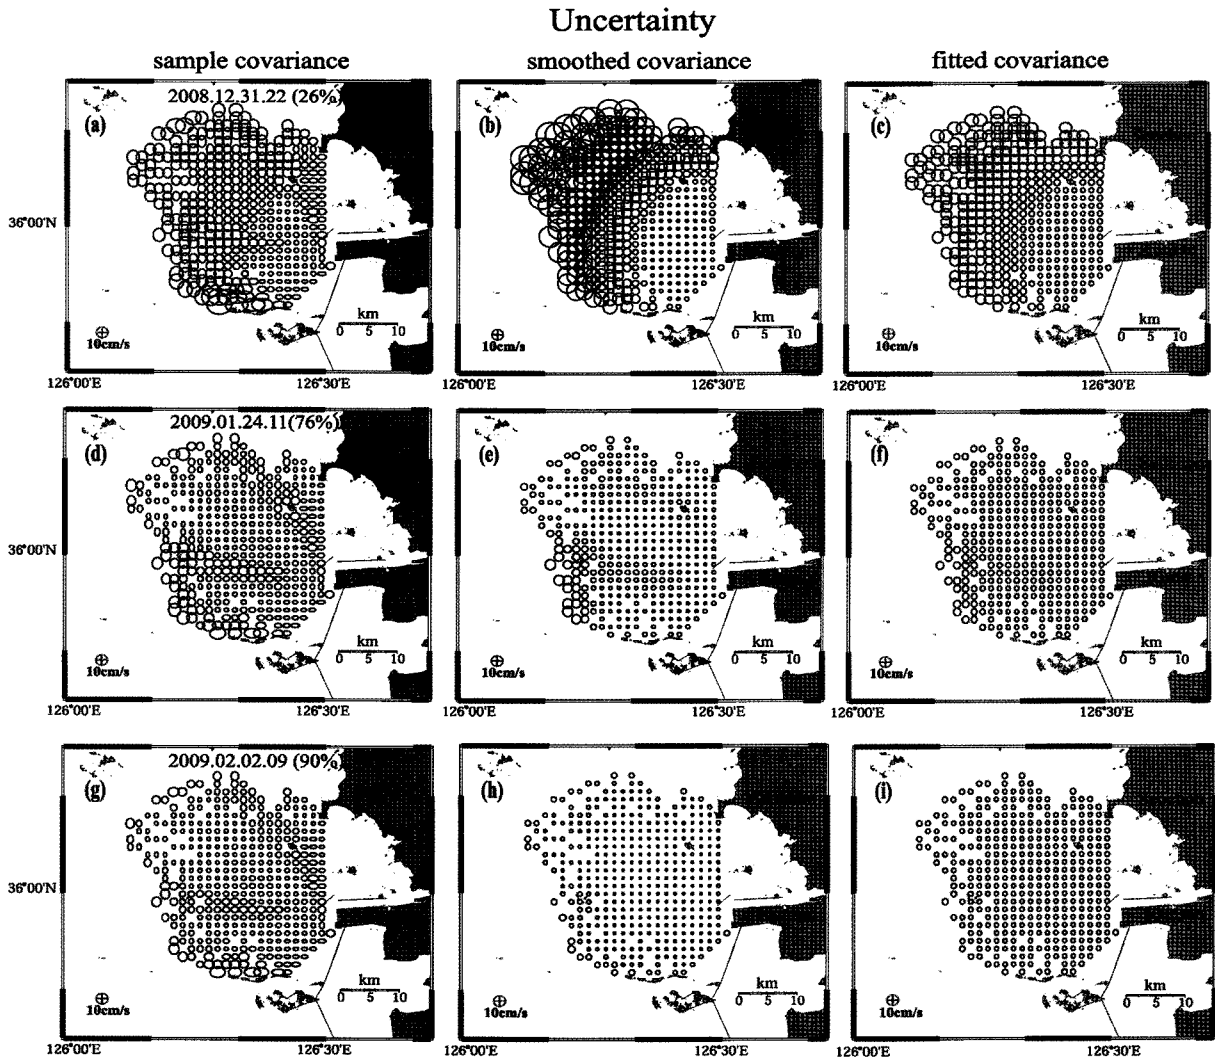 Uncertainty
sample covariance
smoothed covariance
fitted covariance
2008.12.31.22 (26%)
(a)
(b)
(c)
36°00'N
km
0 5 10
10cm/s
km
0 5 10
10cm/s
km
0 5 10
10cm/s
126°00'E
126°30'E
126°00'E
126°30'E
126°00'E
126°30'E
2009.01.24.11(76%)
(d)
(e)
(f)
36°00'N
km
0 5 10
10cm/s
km
0 5 10
10cm/s
km
0 5 10
10cm/s
126°00'E
126°30'E
126°00'E
126°30'E
126°00'E
126°30'E
2009.02.02.09 (90%)
(g)
(h)
(i)
36°00'N
km
0 5 10
10cm/s
km
0 5 10
10cm/s
km
0 5 10
10cm/s
126°00'E
126°30'E
126°00'E
126°30'E
126°00'E
126°30'E